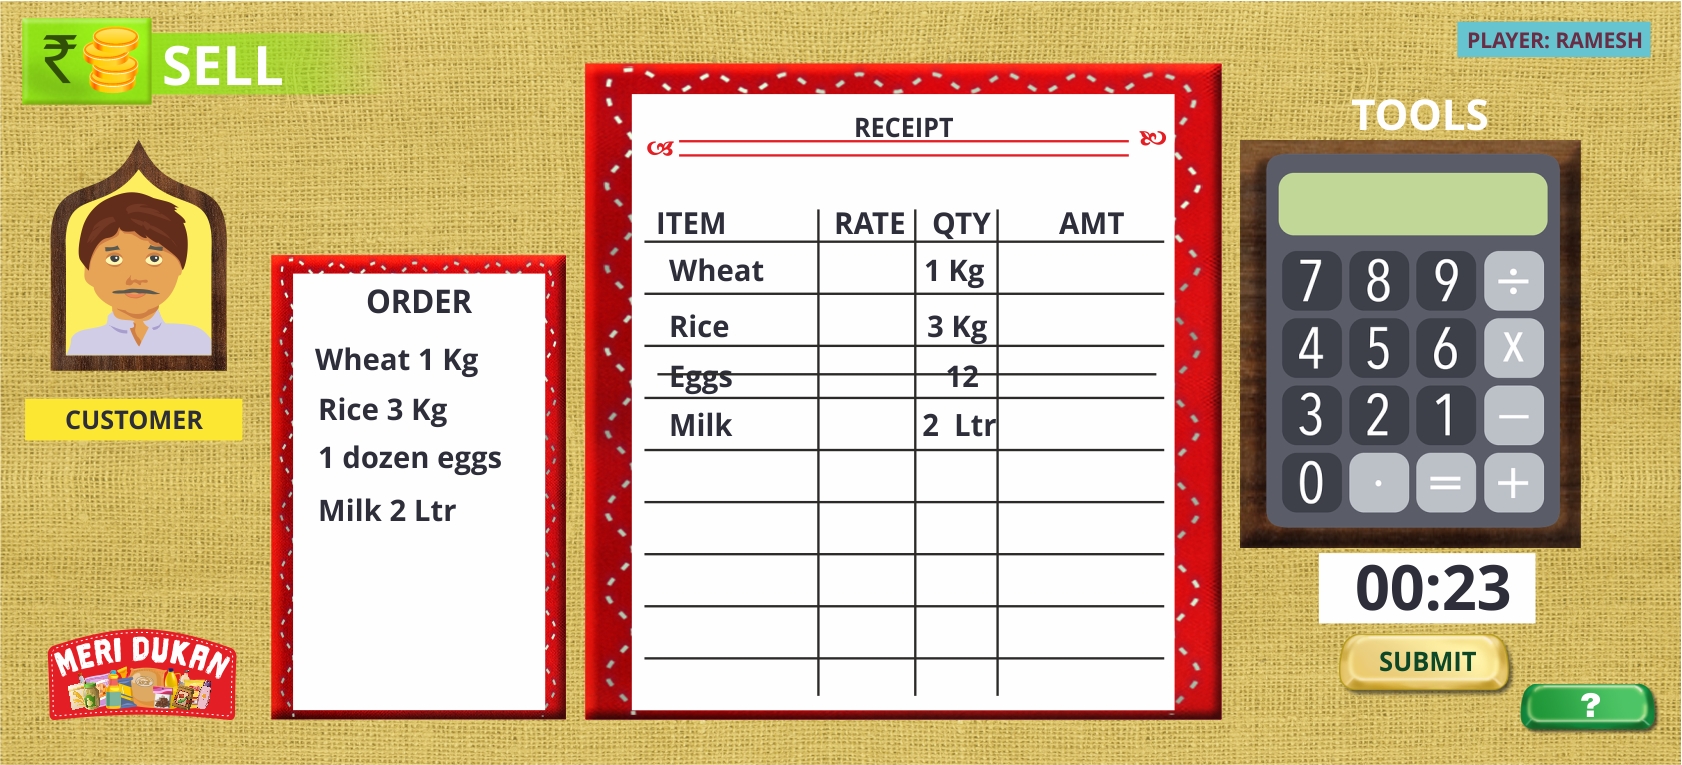 ₹ SELL
PLAYER: RAMESH
CUSTOMER
MERI DUKAN
ORDER
Wheat 1 Kg
Rice 3 Kg
1 dozen eggs
Milk 2 Ltr
RECEIPT
ITEM RATE QTY AMT
Wheat 1 Kg
Rice 3 Kg
Eggs 12
Milk 2 Ltr
TOOLS
7 8 9 ÷
4 5 6 X
3 2 1 −
0 . = +
00:23
SUBMIT
?